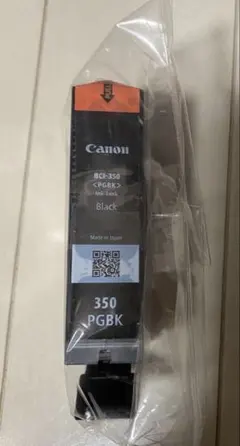 Canon
BCI-350
<PGBK>
Black
Made in Japan
350
PGBK